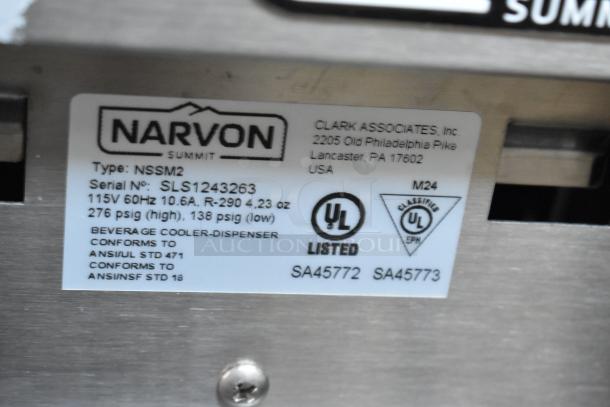 SUMM
NARVON
SUMMIT
Type: NSSM2
Serial Nº: SLS1243263
115V 60Hz 10.6A, R-290 4,23 oz
276 psig (high), 138 psig (low)
BEVERAGE COOLER-DISPENSER
CONFORMS TO
ANSI/UL STD 471
CONFORMS TO
ANSI/NSF STD 18
CLARK ASSOCIATES, Inc
2205 Old Philadelphia Pike
Lancaster, PA 17602
USA
M24
UL
LISTED
CLASSIFIED
UL
EPH
SA45772 SA45773
AUCTION GROUP